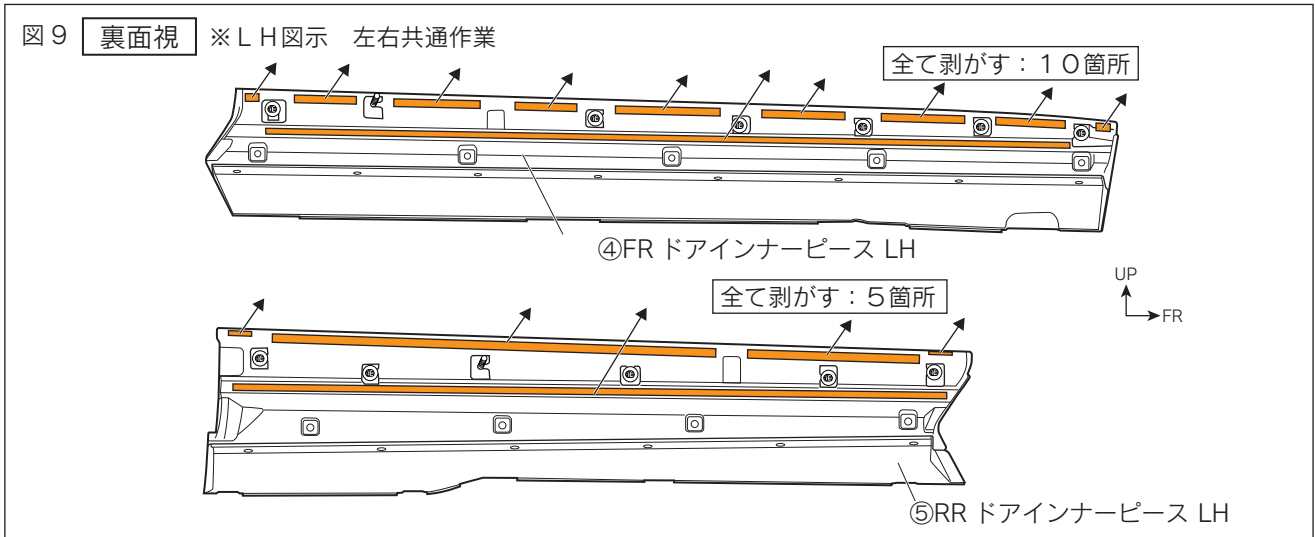 図９ 裏面視 ※ＬＨ図示　左右共通作業
全て剥がす：１０箇所
④FR ドアインナーピース LH
全て剥がす：５箇所
UP
FR
⑤RR ドアインナーピース LH